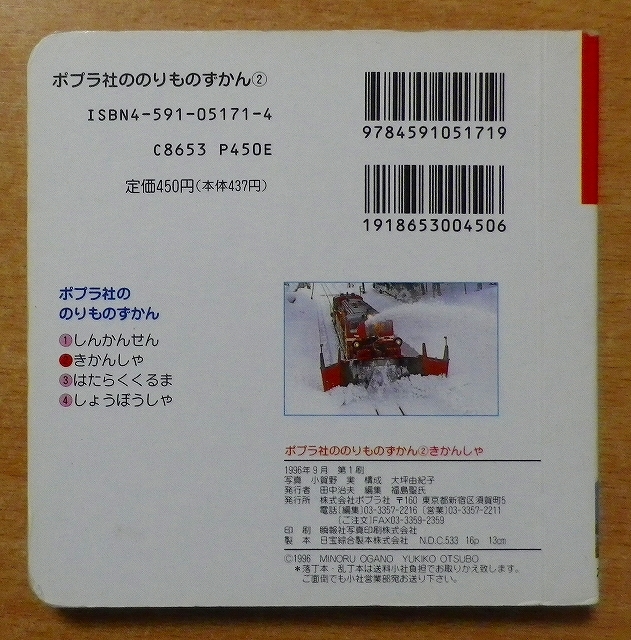 ポプラ社ののりものずかん②
ISBN4-591-05171-4
C8653 P450E
定価450円(本体437円)
9784591051719
1918653004506
ポプラ社の
のりものずかん
①しんかんせん
●きかんしゃ
③はたらくくるま
④しょうぼうしゃ
ポプラ社ののりものずかん②きかんしゃ
1996年9月 第1刷
写真 小賀野 実 構成 大坪由紀子
発行者 田中治夫 編集 福島聖氏
発行所 株式会社ポプラ社 〒160 東京都新宿区須賀町5
電話[編集]03-3357-2216 [営業]03-3357-2211
[ご注文]FAX03-3359-2359
印刷 暁報社写真印刷株式会社
製本 日宝綜合製本株式会社 N.D.C.533 16p 13cm
©1996 MINORU OGANO YUKIKO OTSUBO
*落丁本・乱丁本は送料小社負担でお取りかえ致します。
ご面倒でも小社営業部宛お送り下さい。